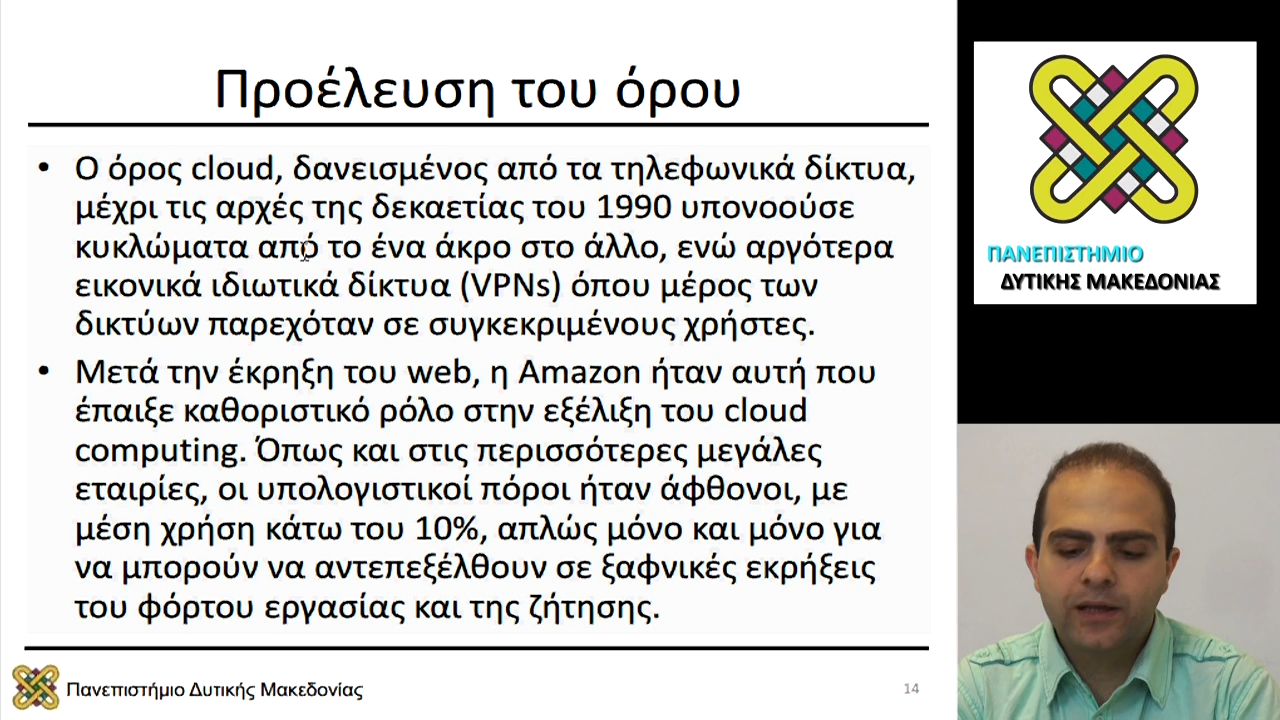 Προέλευση του όρου
• Ο όρος cloud, δανεισμένος από τα τηλεφωνικά δίκτυα,
μέχρι τις αρχές της δεκαετίας του 1990 υπονοούσε
κυκλώματα από το ένα άκρο στο άλλο, ενώ αργότερα
εικονικά ιδιωτικά δίκτυα (VPNs) όπου μέρος των
δικτύων παρεχόταν σε συγκεκριμένους χρήστες.
• Μετά την έκρηξη του web, η Amazon ήταν αυτή που
έπαιξε καθοριστικό ρόλο στην εξέλιξη του cloud
computing. Όπως και στις περισσότερες μεγάλες
εταιρίες, οι υπολογιστικοί πόροι ήταν άφθονοι, με
μέση χρήση κάτω του 10%, απλώς μόνο και μόνο για
να μπορούν να αντεπεξέλθουν σε ξαφνικές εκρήξεις
του φόρτου εργασίας και της ζήτησης.
Πανεπιστήμιο Δυτικής Μακεδονίας
14
ΠΑΝΕΠΙΣΤΗΜΙΟ
ΔΥΤΙΚΗΣ ΜΑΚΕΔΟΝΙΑΣ